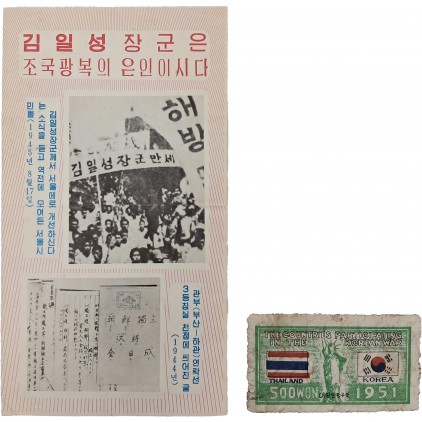 김일성장군은
조국광복의 은인이시다
해방
김일성장군 만세
김일성장군께서 서울에로 개선하신다
는 소식을 듣고 역전에 모여든 서울시
민들(1945년 8월17일)
관부(부산-하관)련락선
3등침실 천정에 씌여진 글
(1944년)
THE COUNTRIES PARTICIPATING
IN THE KOREAN WAR
THAILAND
KOREA
500WON
1951